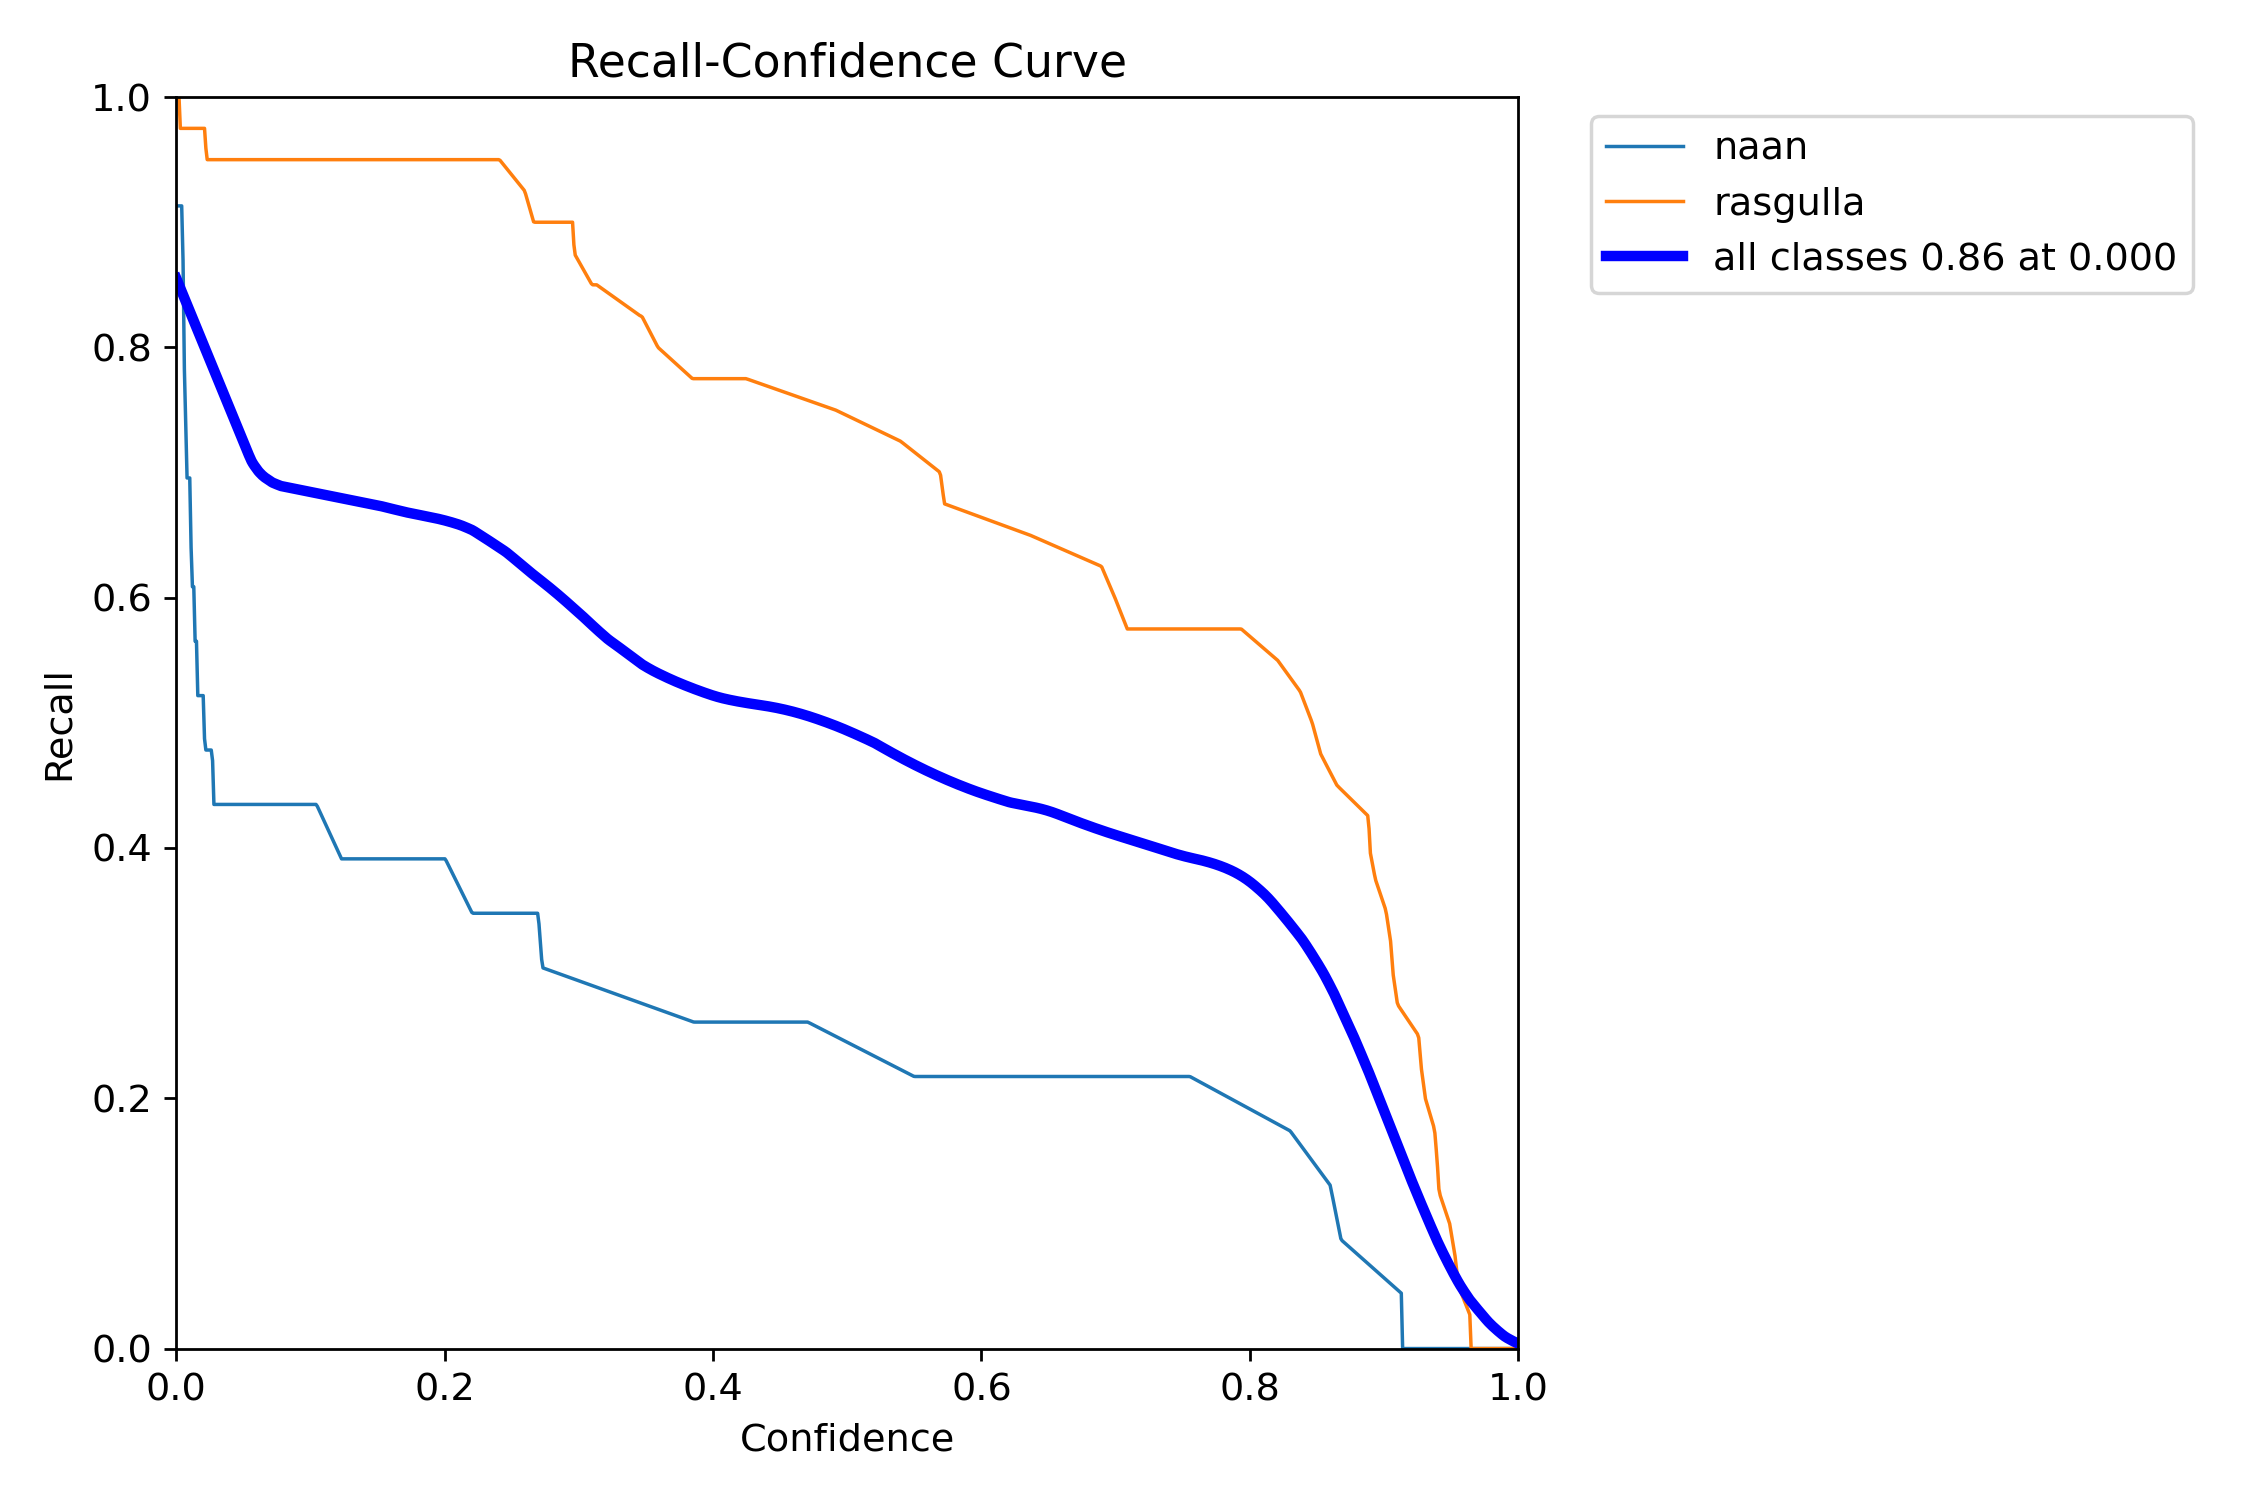 Recall-Confidence Curve
1.0
0.8
0.6
0.4
0.2
0.0
Recall
0.0 0.2 0.4 0.6 0.8 1.0
Confidence
naan
rasgulla
all classes 0.86 at 0.000